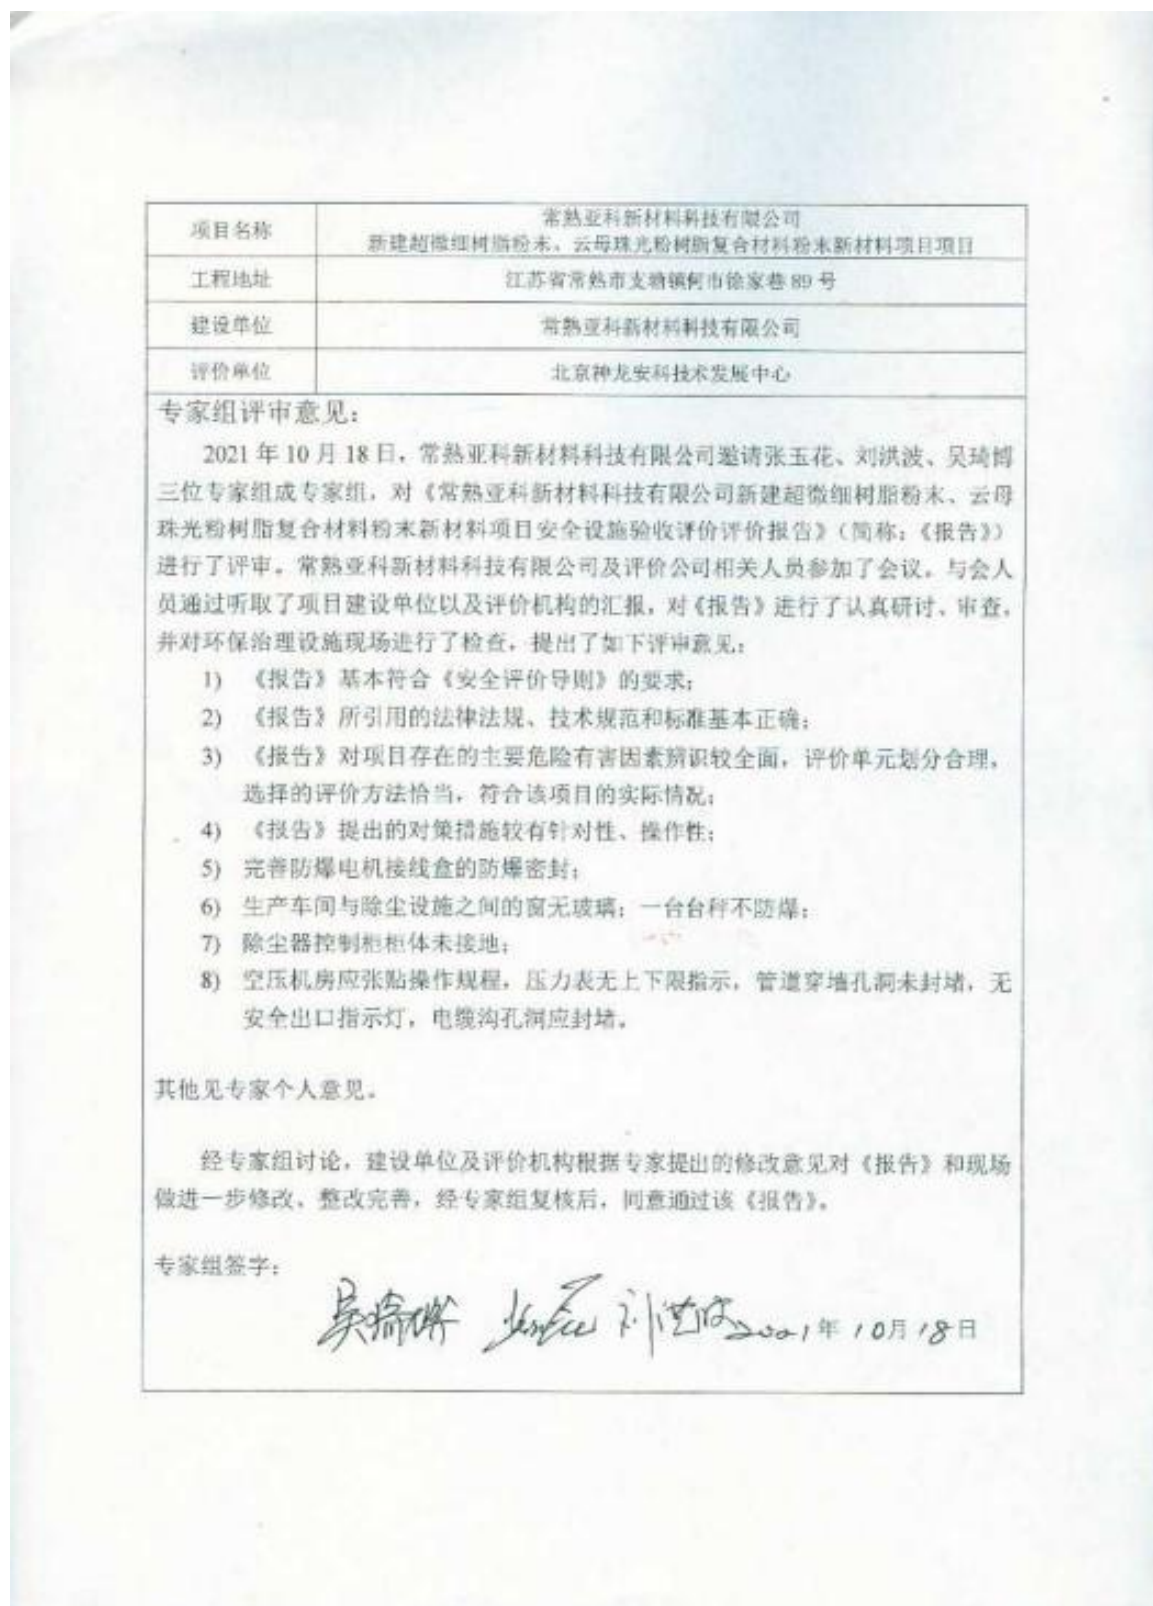 项目名称
常熟亚科新材料科技有限公司
新建超微细树脂粉末、云母珠光粉树脂复合材料粉末新材料项目项目
工程地址
江苏省常熟市支塘镇何市徐家巷 89 号
建设单位
常熟亚科新材料科技有限公司
评价单位
北京神龙安科技术发展中心
专家组评审意见：
2021 年 10 月 18 日，常熟亚科新材料科技有限公司邀请张玉花、刘洪波、吴琦博
三位专家组成专家组，对《常熟亚科新材料科技有限公司新建超微细树脂粉末、云母
珠光粉树脂复合材料粉末新材料项目安全设施验收评价评价报告》（简称：《报告》）
进行了评审。常熟亚科新材料科技有限公司及评价公司相关人员参加了会议。与会人
员通过听取了项目建设单位以及评价机构的汇报，对《报告》进行了认真研讨、审查，
并对环保治理设施现场进行了检查，提出了如下评审意见：
1) 《报告》基本符合《安全评价导则》的要求；
2) 《报告》所引用的法律法规、技术规范和标准基本正确；
3) 《报告》对项目存在的主要危险有害因素辨识较全面，评价单元划分合理，
选择的评价方法恰当，符合该项目的实际情况；
4) 《报告》提出的对策措施较有针对性、操作性；
5) 完善防爆电机接线盒的防爆密封；
6) 生产车间与除尘设施之间的窗无玻璃；一台台秤不防爆；
7) 除尘器控制柜柜体未接地；
8) 空压机房应张贴操作规程，压力表无上下限指示，管道穿墙孔洞未封堵，无
安全出口指示灯，电缆沟孔洞应封堵。
其他见专家个人意见。
经专家组讨论，建设单位及评价机构根据专家提出的修改意见对《报告》和现场
做进一步修改、整改完善，经专家组复核后，同意通过该《报告》。
专家组签字：
吴琦博 刘洪波 2021年 10月 18日